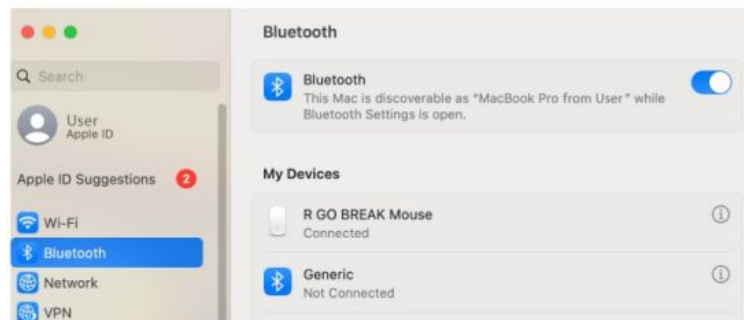 Bluetooth
Search
Bluetooth
This Mac is discoverable as "MacBook Pro from User" while
Bluetooth Settings is open.
User
Apple ID
Apple ID Suggestions 2
My Devices
Wi-Fi
Bluetooth
Network
VPN
R GO BREAK Mouse
Connected
Generic
Not Connected